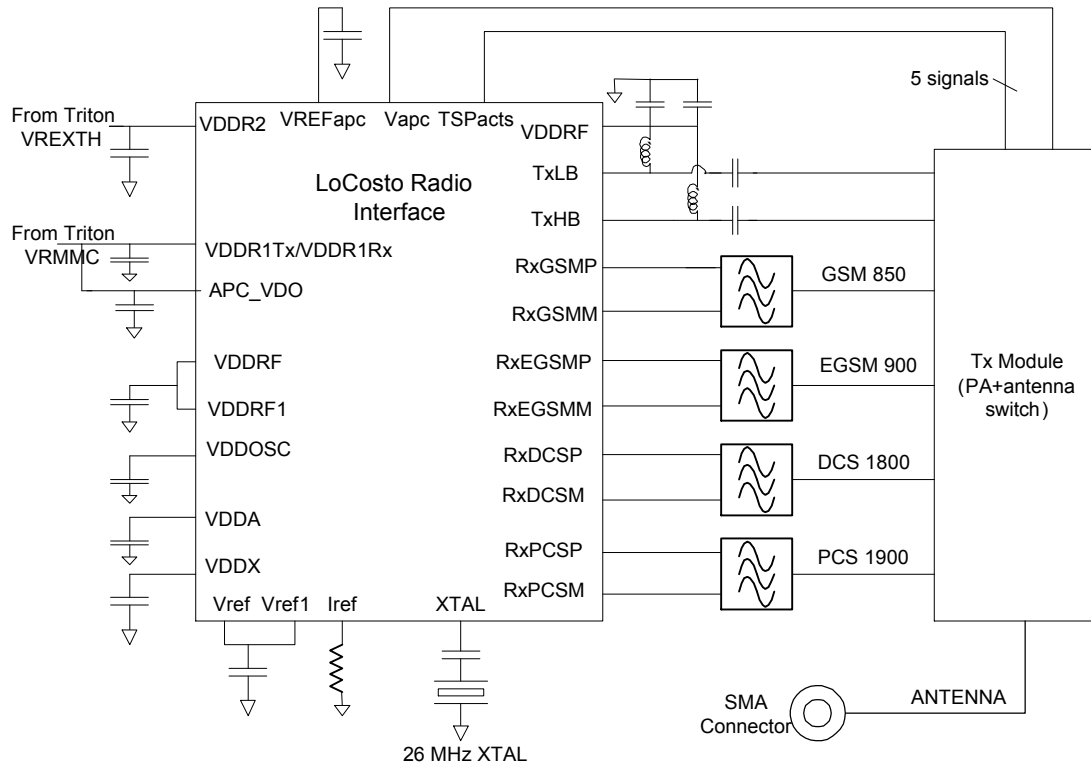 5 signals
From Triton
VREXTH
VDDR2
VREFapc
Vapc
TSPacts
VDDRF
LoCosto Radio
Interface
TxLB
TxHB
From Triton
VRMMC
VDDR1Tx/VDDR1Rx
APC_VDO
RxGSMP
RxGSMM
GSM 850
VDDRF
VDDRF1
RxEGSMP
RxEGSMM
EGSM 900
Tx Module
(PA+antenna
switch)
VDDOSC
RxDCSP
RxDCSM
DCS 1800
VDDA
VDDX
RxPCSP
RxPCSM
PCS 1900
Vref
Vref1
Iref
XTAL
26 MHz XTAL
SMA
Connector
ANTENNA